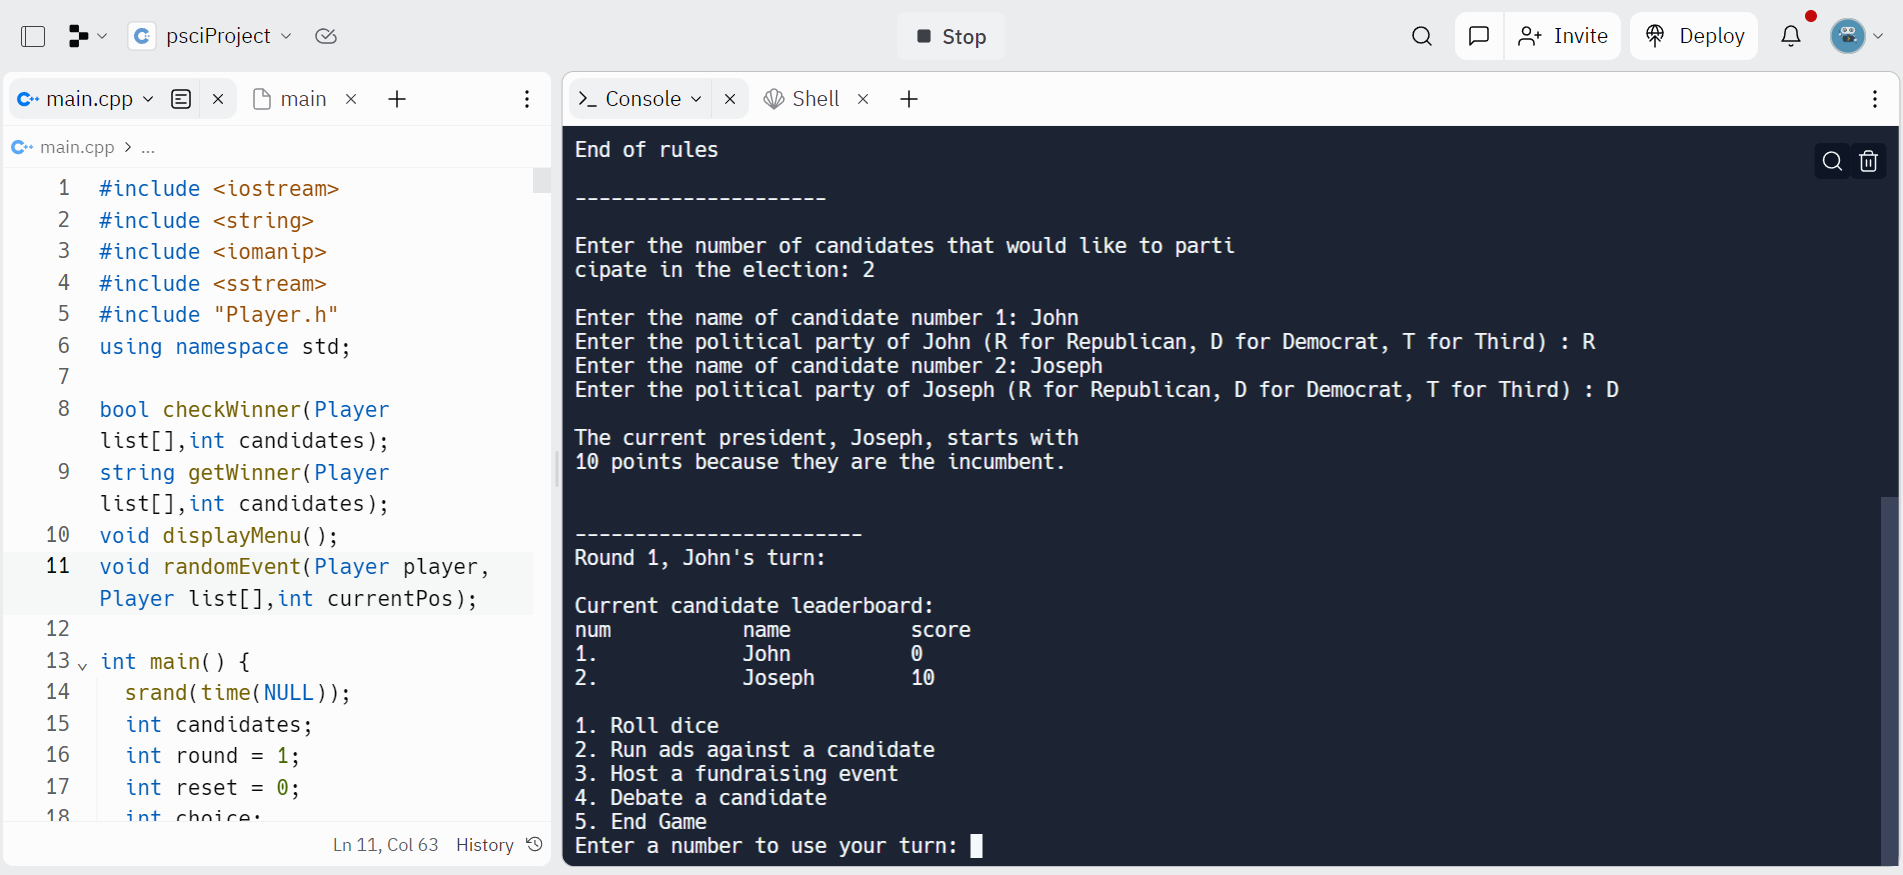 psciProject
Stop
Invite
Deploy
main.cpp
main
main.cpp > ...
1 #include <iostream>
2 #include <string>
3 #include <iomanip>
4 #include <sstream>
5 #include "Player.h"
6 using namespace std;
7
8 bool checkWinner(Player
list[],int candidates);
9 string getWinner(Player
list[],int candidates);
10 void displayMenu();
11 void randomEvent(Player player,
Player list[],int currentPos);
12
13 int main() {
14 srand(time(NULL));
15 int candidates;
16 int round = 1;
17 int reset = 0;
18 int choice;
Ln 11, Col 63 History
Console
Shell
End of rules
---------------------
Enter the number of candidates that would like to parti
cipate in the election: 2
Enter the name of candidate number 1: John
Enter the political party of John (R for Republican, D for Democrat, T for Third) : R
Enter the name of candidate number 2: Joseph
Enter the political party of Joseph (R for Republican, D for Democrat, T for Third) : D
The current president, Joseph, starts with
10 points because they are the incumbent.
------------------------
Round 1, John's turn:
Current candidate leaderboard:
num name score
1. John 0
2. Joseph 10
1. Roll dice
2. Run ads against a candidate
3. Host a fundraising event
4. Debate a candidate
5. End Game
Enter a number to use your turn: